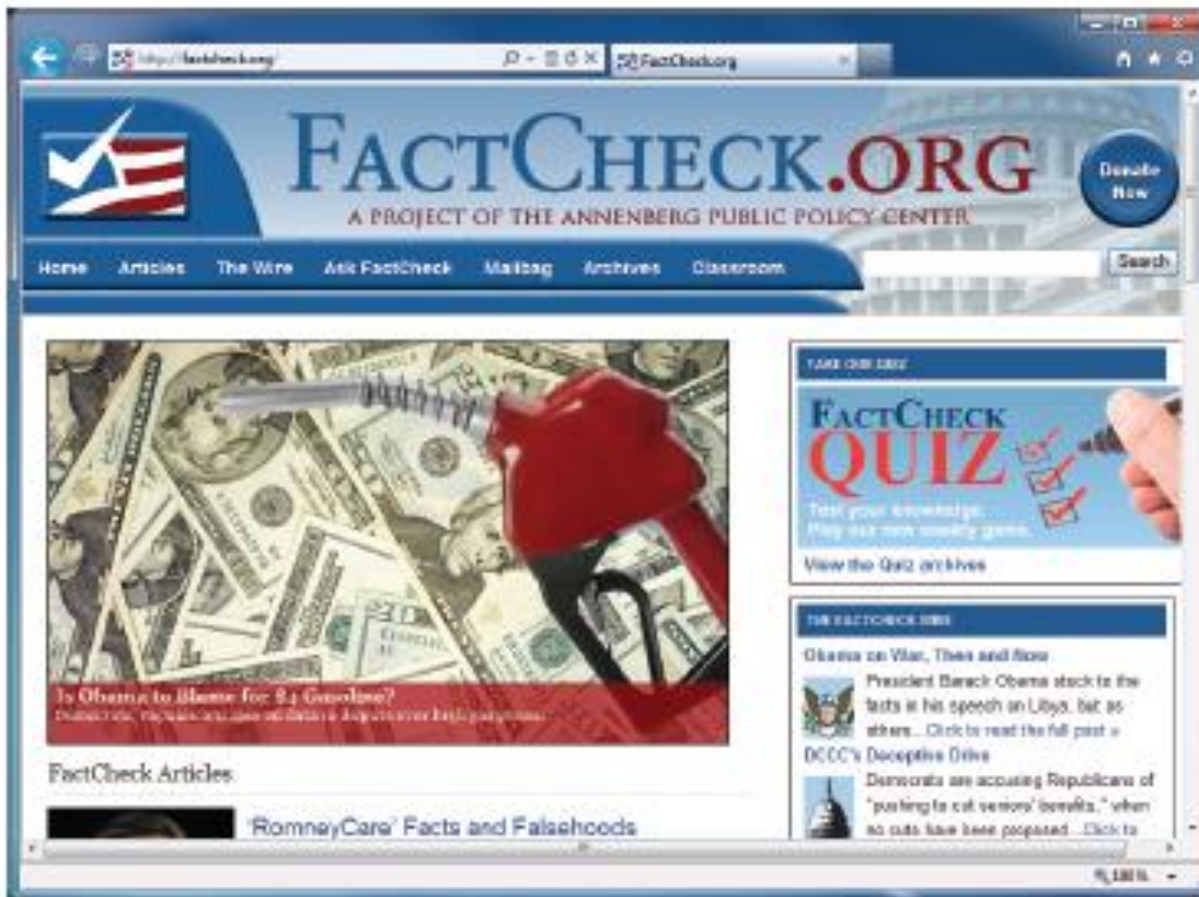 http://factcheck.org/
FactCheck.org
FACTCHECK.ORG
A PROJECT OF THE ANNENBERG PUBLIC POLICY CENTER
Donate
Now
Home Articles The Wire Ask FactCheck Mailbag Archives Classroom
Search
Is Obama to Blame for $4 Gasoline?
FactCheck Articles
'RomneyCare' Facts and Falsehoods
TAKE OUR QUIZ
FACTCHECK
QUIZ
Test your knowledge.
Play our new weekly game.
View the Quiz archives
THE FACTCHECK WIRE
Obama on War, Then and Now
President Barack Obama stuck to the
facts in his speech on Libya, but as
others... Click to read the full post »
DCCC's Deceptive Drive
Democrats are accusing Republicans of
"pushing to cut seniors' benefits," when
no cuts have been proposed... Click to
100%